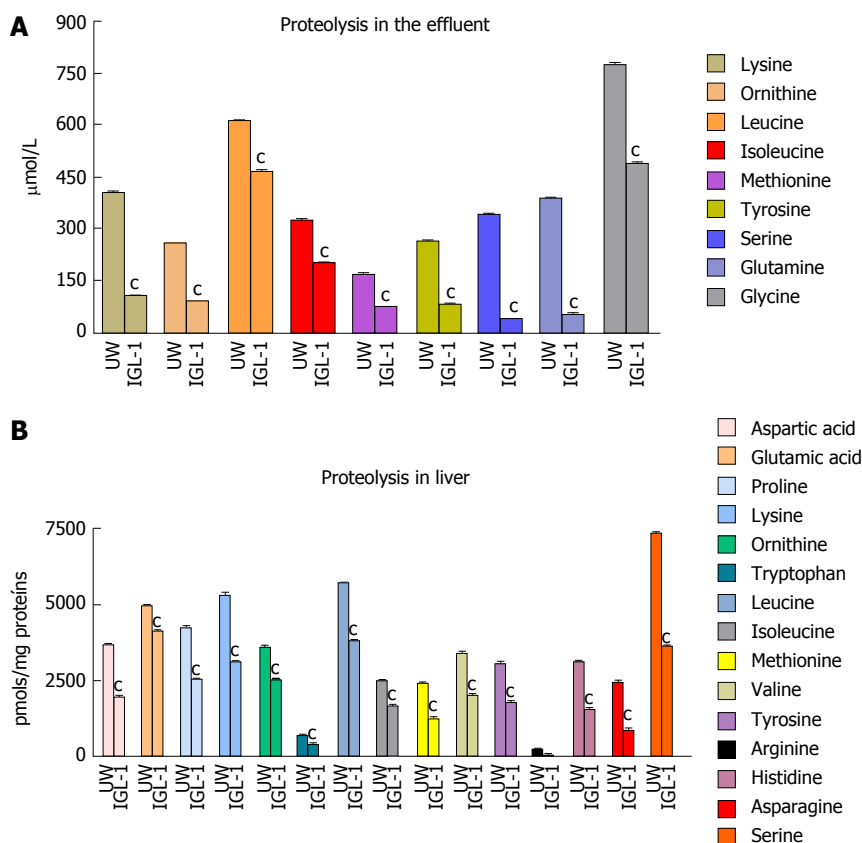 A
Proteolysis in the effluent
900
750
600
450
300
150
0
μmol/L
C
C
C
C
C
C
C
C
C
UW
IGL-1
UW
IGL-1
UW
IGL-1
UW
IGL-1
UW
IGL-1
UW
IGL-1
UW
IGL-1
UW
IGL-1
UW
IGL-1
Lysine
Ornithine
Leucine
Isoleucine
Methionine
Tyrosine
Serine
Glutamine
Glycine
B
Proteolysis in liver
7500
5000
2500
0
pmols/mg proteíns
C
C
C
C
C
C
C
C
C
C
C
C
C
C
UW
IGL-1
UW
IGL-1
UW
IGL-1
UW
IGL-1
UW
IGL-1
UW
IGL-1
UW
IGL-1
UW
IGL-1
UW
IGL-1
UW
IGL-1
UW
IGL-1
UW
IGL-1
UW
IGL-1
UW
IGL-1
UW
IGL-1
Aspartic acid
Glutamic acid
Proline
Lysine
Ornithine
Tryptophan
Leucine
Isoleucine
Methionine
Valine
Tyrosine
Arginine
Histidine
Asparagine
Serine